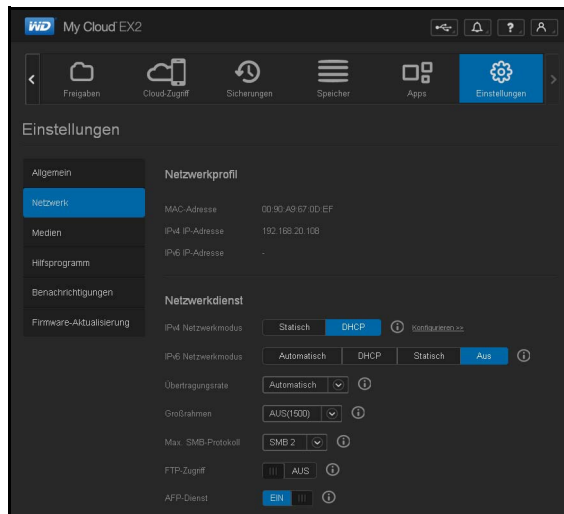 WD My Cloud EX2
?
Freigaben Cloud-Zugriff Sicherungen Speicher Apps Einstellungen
Einstellungen
Allgemein
Netzwerk
Medien
Hilfsprogramm
Benachrichtigungen
Firmware-Aktualisierung
Netzwerkprofil
MAC-Adresse 00:90:A9:67:0D:EF
IPv4 IP-Adresse 192.168.20.108
IPv6 IP-Adresse -
Netzwerkdienst
IPv4 Netzwerkmodus Statisch DHCP Konfigurieren >>
IPv6 Netzwerkmodus Automatisch DHCP Statisch Aus
Übertragungsrate Automatisch
Großrahmen AUS(1500)
Max. SMB-Protokoll SMB 2
FTP-Zugriff AUS
AFP-Dienst EIN